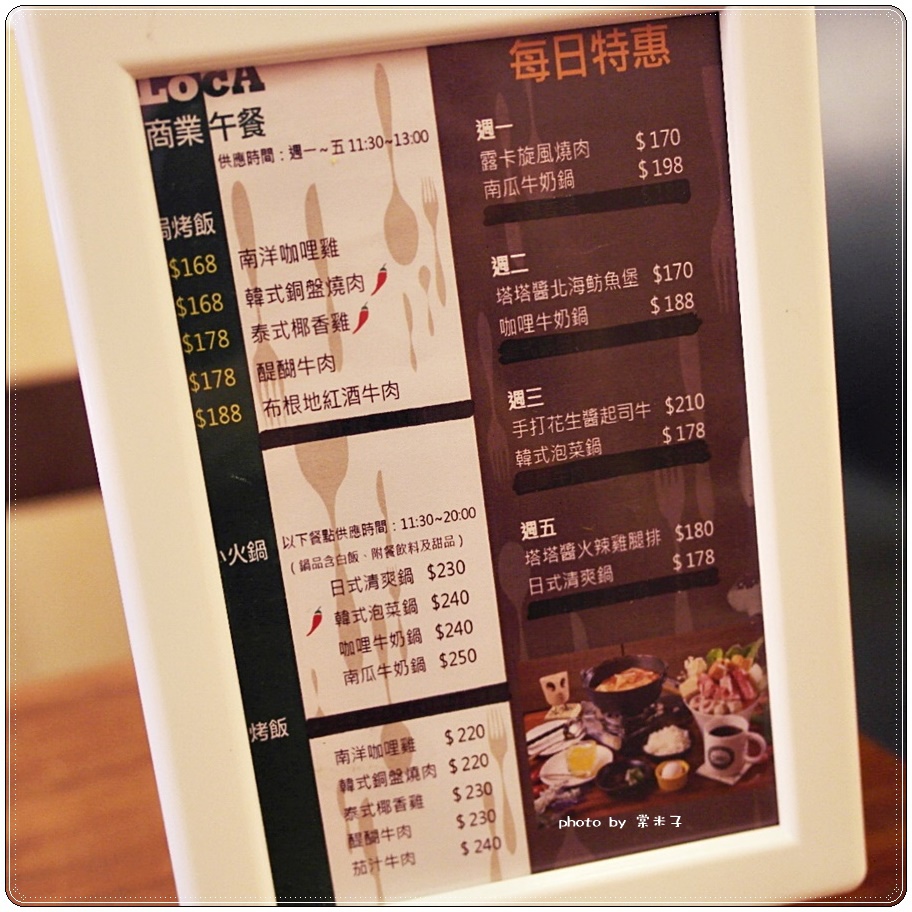 LOCA
商業午餐
供應時間：週一~五 11:30~13:00
焗烤飯
$168 南洋咖哩雞
$168 韓式銅盤燒肉
$178 泰式椰香雞
$178 醍醐牛肉
$188 布根地紅酒牛肉
以下餐點供應時間：11:30~20:00
小火鍋
（鍋品含白飯、附餐飲料及甜品）
日式清爽鍋 $230
韓式泡菜鍋 $240
咖哩牛奶鍋 $240
南瓜牛奶鍋 $250
烤飯
南洋咖哩雞 $220
韓式銅盤燒肉 $220
泰式椰香雞 $230
醍醐牛肉 $230
茄汁牛肉 $240
每日特惠
週一
露卡旋風燒肉 $170
南瓜牛奶鍋 $198
週二
塔塔醬北海魴魚堡 $170
咖哩牛奶鍋 $188
週三
手打花生醬起司牛 $210
韓式泡菜鍋 $178
週五
塔塔醬火辣雞腿排 $180
日式清爽鍋 $178
photo by 棠米子